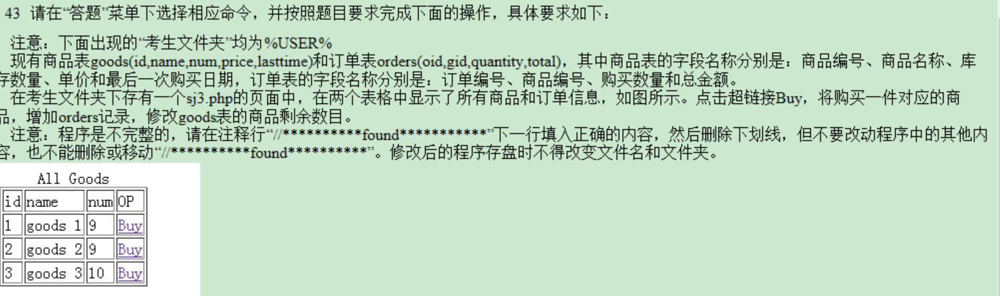 43 请在“答题”菜单下选择相应命令，并按照题目要求完成下面的操作，具体要求如下：
注意：下面出现的“考生文件夹”均为%USER%
现有商品表goods(id,name,num,price,lasttime)和订单表orders(oid,gid,quantity,total)，其中商品表的字段名称分别是：商品编号、商品名称、库
存数量、单价和最后一次购买日期，订单表的字段名称分别是：订单编号、商品编号、购买数量和总金额。
在考生文件夹下存有一个sj3.php的页面中，在两个表格中显示了所有商品和订单信息，如图所示。点击超链接Buy，将购买一件对应的商
品，增加orders记录，修改goods表的商品剩余数目。
注意：程序是不完整的，请在注释行“//**********found***********”下一行填入正确的内容，然后删除下划线，但不要改动程序中的其他内
容，也不能删除或移动“//**********found**********”。修改后的程序存盘时不得改变文件名和文件夹。
All Goods
id name num OP
1 goods 1 9 Buy
2 goods 2 9 Buy
3 goods 3 10 Buy